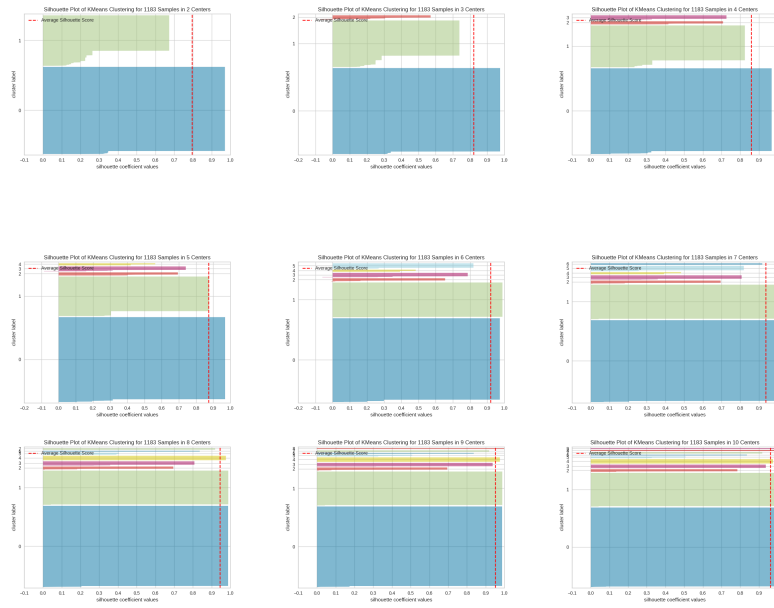 Silhouette Plot of KMeans Clustering for 1183 Samples in 2 Centers
Average Silhouette Score
cluster label
1
0
0.0 0.1 0.2 0.3 0.4 0.5 0.6 0.7 0.8 0.9 1.0
silhouette coefficient values
Silhouette Plot of KMeans Clustering for 1183 Samples in 3 Centers
Average Silhouette Score
cluster label
2
1
0
-0.1 0.0 0.1 0.2 0.3 0.4 0.5 0.6 0.7 0.8 0.9 1.0
silhouette coefficient values
Silhouette Plot of KMeans Clustering for 1183 Samples in 4 Centers
Average Silhouette Score
cluster label
3
2
1
0
-0.1 0.0 0.1 0.2 0.3 0.4 0.5 0.6 0.7 0.8 0.9
silhouette coefficient values
Silhouette Plot of KMeans Clustering for 1183 Samples in 5 Centers
Average Silhouette Score
cluster label
4
3
2
1
0
-0.2 -0.1 0.0 0.1 0.2 0.3 0.4 0.5 0.6 0.7 0.8 0.9 1.0
silhouette coefficient values
Silhouette Plot of KMeans Clustering for 1183 Samples in 6 Centers
Average Silhouette Score
cluster label
5
4
3
2
1
0
-0.2 -0.1 0.0 0.1 0.2 0.3 0.4 0.5 0.6 0.7 0.8 0.9 1.0
silhouette coefficient values
Silhouette Plot of KMeans Clustering for 1183 Samples in 7 Centers
Average Silhouette Score
cluster label
5
4
3
2
1
0
-0.1 0.0 0.1 0.2 0.3 0.4 0.5 0.6 0.7 0.8 0.9
silhouette coefficient values
Silhouette Plot of KMeans Clustering for 1183 Samples in 8 Centers
Average Silhouette Score
cluster label
4
3
2
1
0
0.0 0.1 0.2 0.3 0.4 0.5 0.6 0.7 0.8 0.9 1.0
silhouette coefficient values
Silhouette Plot of KMeans Clustering for 1183 Samples in 9 Centers
Average Silhouette Score
cluster label
4
3
2
1
0
-0.1 0.0 0.1 0.2 0.3 0.4 0.5 0.6 0.7 0.8 0.9 1.0
silhouette coefficient values
Silhouette Plot of KMeans Clustering for 1183 Samples in 10 Centers
Average Silhouette Score
cluster label
4
3
2
1
0
-0.1 0.0 0.1 0.2 0.3 0.4 0.5 0.6 0.7 0.8 0.9
silhouette coefficient values